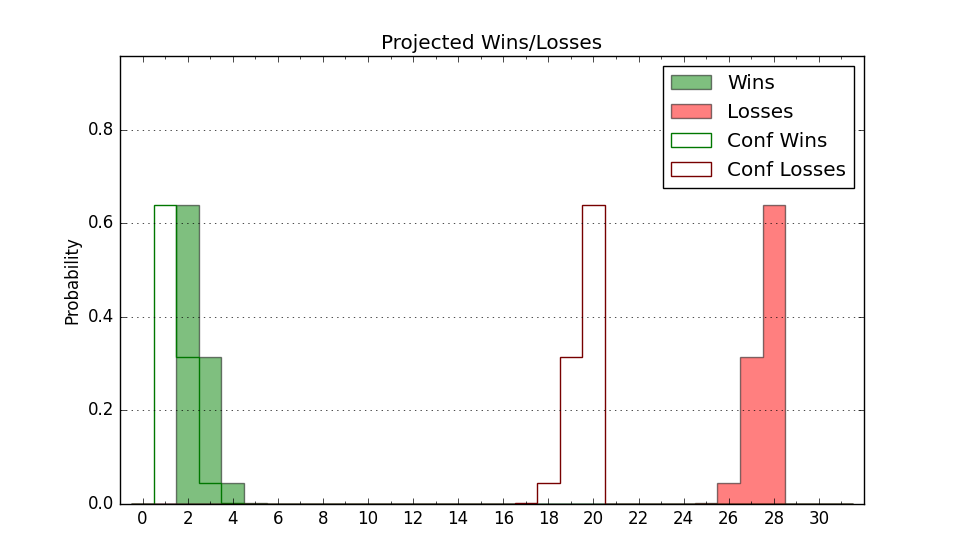 Projected Wins/Losses
Wins
Losses
Conf Wins
Conf Losses
Probability
0.8
0.6
0.4
0.2
0.0
0 2 4 6 8 10 12 14 16 18 20 22 24 26 28 30